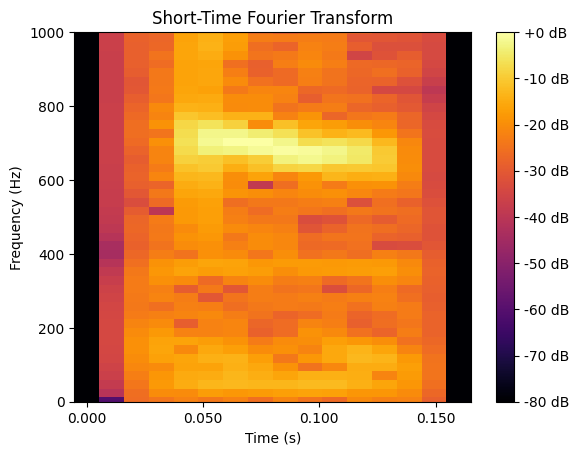 Short-Time Fourier Transform
1000
800
600
400
200
0
Frequency (Hz)
0.000
0.050
0.100
0.150
Time (s)
+0 dB
-10 dB
-20 dB
-30 dB
-40 dB
-50 dB
-60 dB
-70 dB
-80 dB